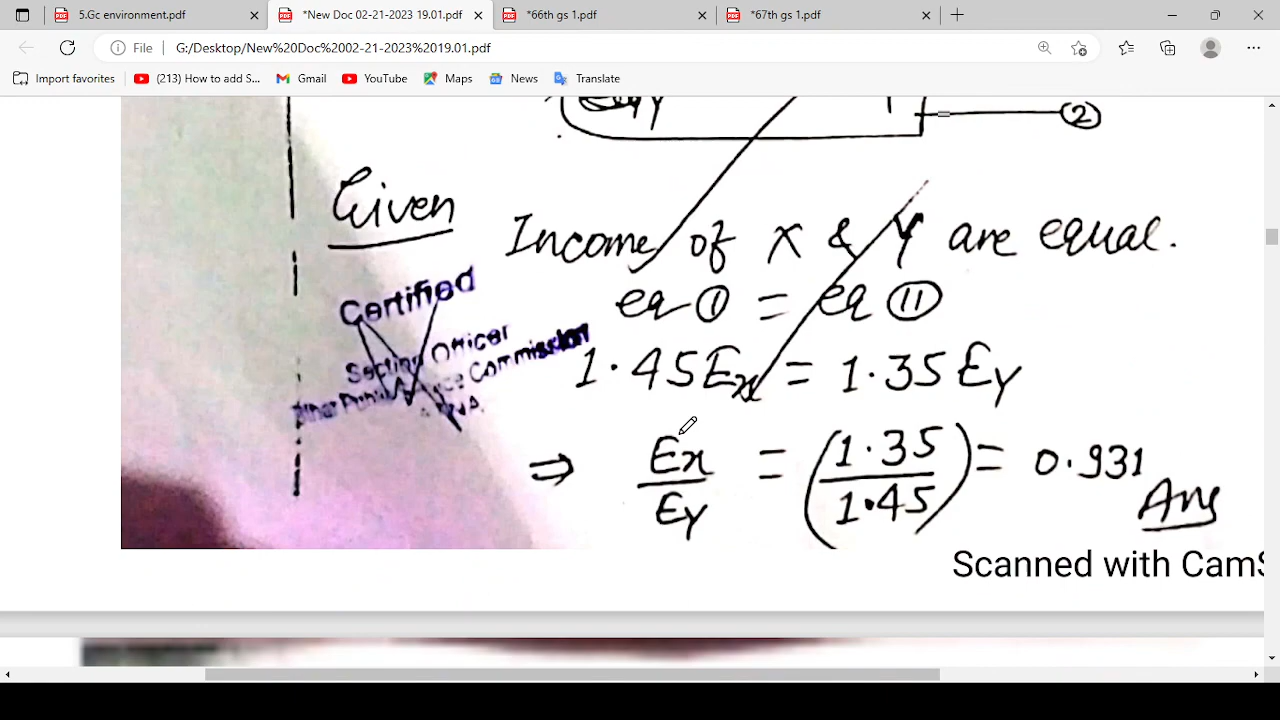 5.Gc environment.pdf
*New Doc 02-21-2023 19.01.pdf
*66th gs 1.pdf
*67th gs 1.pdf
File
G:/Desktop/New%20Doc%2002-21-2023%2019.01.pdf
Import favorites
(213) How to add S...
Gmail
YouTube
Maps
News
Translate
②
Given
Income of X & Y are equal.
eq ① = eq ⑪
1.45Ex = 1.35Ey
Certified
Section Officer
Commission
⇒ Ex/Ey = (1.35/1.45) = 0.931
Ans
Scanned with CamS